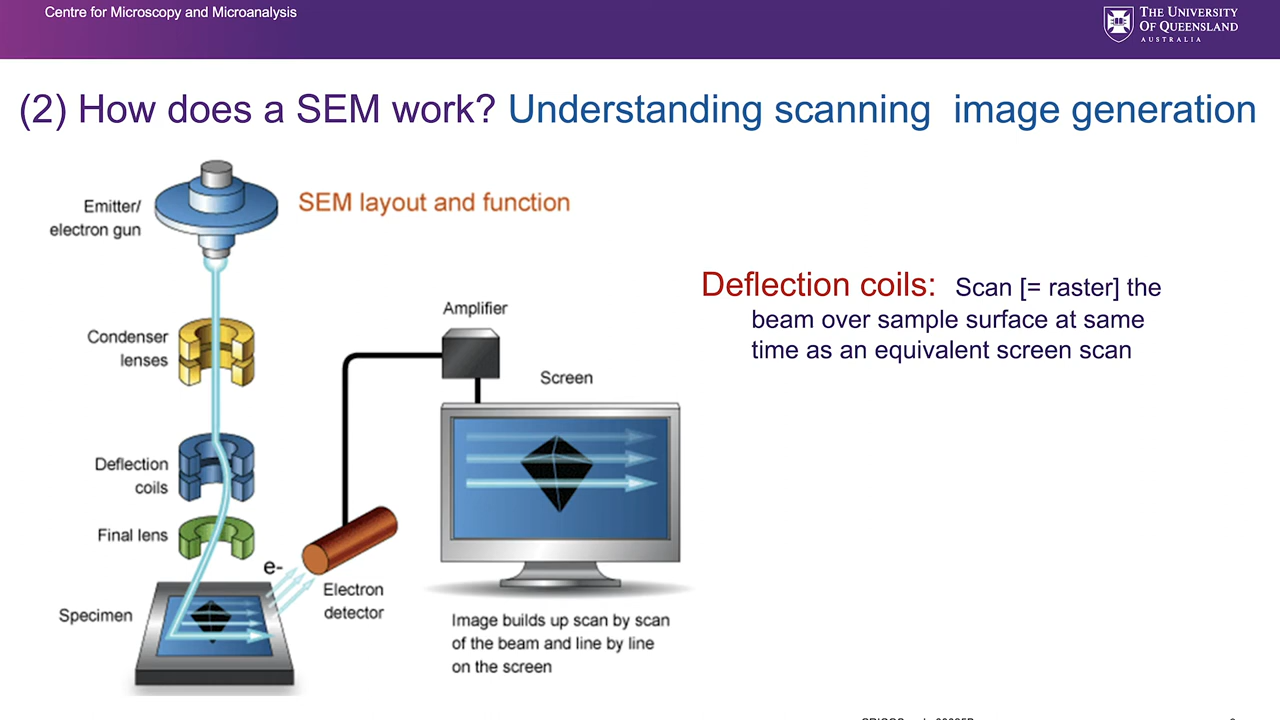 Centre for Microscopy and Microanalysis
THE UNIVERSITY
OF QUEENSLAND
AUSTRALIA
(2) How does a SEM work? Understanding scanning image generation
SEM layout and function
Emitter/
electron gun
Condenser
lenses
Deflection
coils
Final lens
Specimen
e-
Electron
detector
Amplifier
Screen
Image builds up scan by scan
of the beam and line by line
on the screen
Deflection coils: Scan [= raster] the
beam over sample surface at same
time as an equivalent screen scan